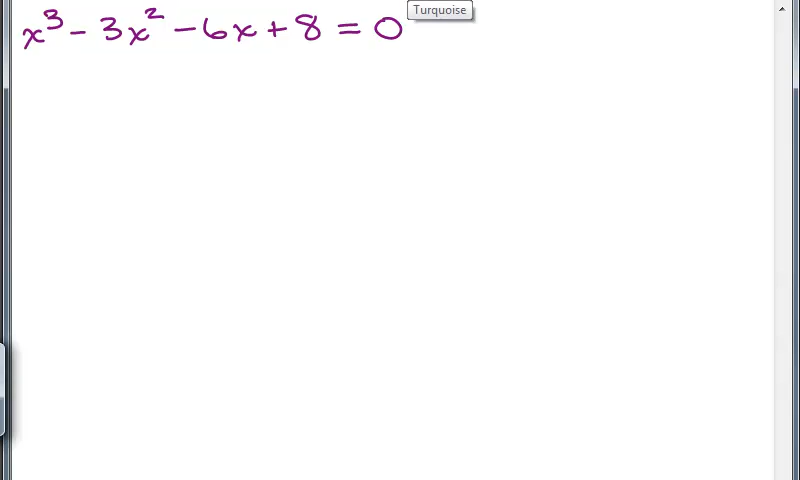 x³ - 3x² - 6x + 8 = 0
Turquoise